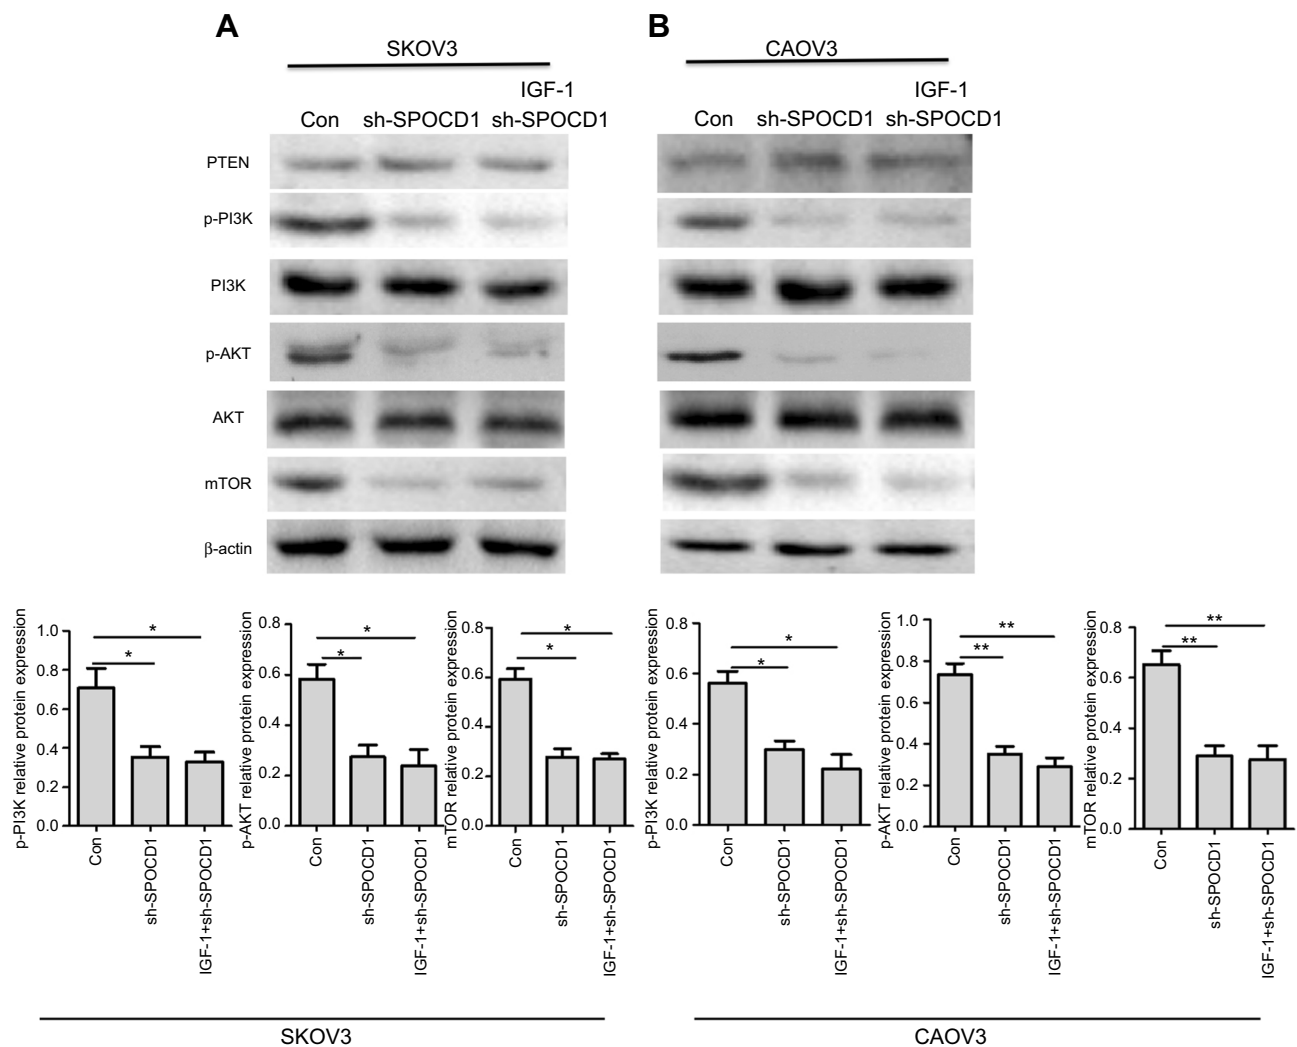 A
B
SKOV3
CAOV3
IGF-1
IGF-1
Con sh-SPOCD1 sh-SPOCD1
Con sh-SPOCD1 sh-SPOCD1
PTEN
p-PI3K
PI3K
p-AKT
AKT
mTOR
β-actin
p-PI3K relative protein expression
1.0
0.8
0.6
0.4
0.2
0.0
*
*
Con
sh-SPOCD1
IGF-1+sh-SPOCD1
p-AKT relative protein expression
0.8
0.6
0.4
0.2
0.0
*
*
Con
sh-SPOCD1
IGF-1+sh-SPOCD1
mTOR relative protein expression
0.8
0.6
0.4
0.2
0.0
*
*
Con
sh-SPOCD1
IGF-1+sh-SPOCD1
p-PI3K relative protein expression
0.8
0.6
0.4
0.2
0.0
*
*
Con
sh-SPOCD1
IGF-1+sh-SPOCD1
p-AKT relative protein expression
1.0
0.8
0.6
0.4
0.2
0.0
**
**
Con
sh-SPOCD1
IGF-1+sh-SPOCD1
mTOR relative protein expression
0.8
0.6
0.4
0.2
0.0
**
**
Con
sh-SPOCD1
IGF-1+sh-SPOCD1
SKOV3
CAOV3